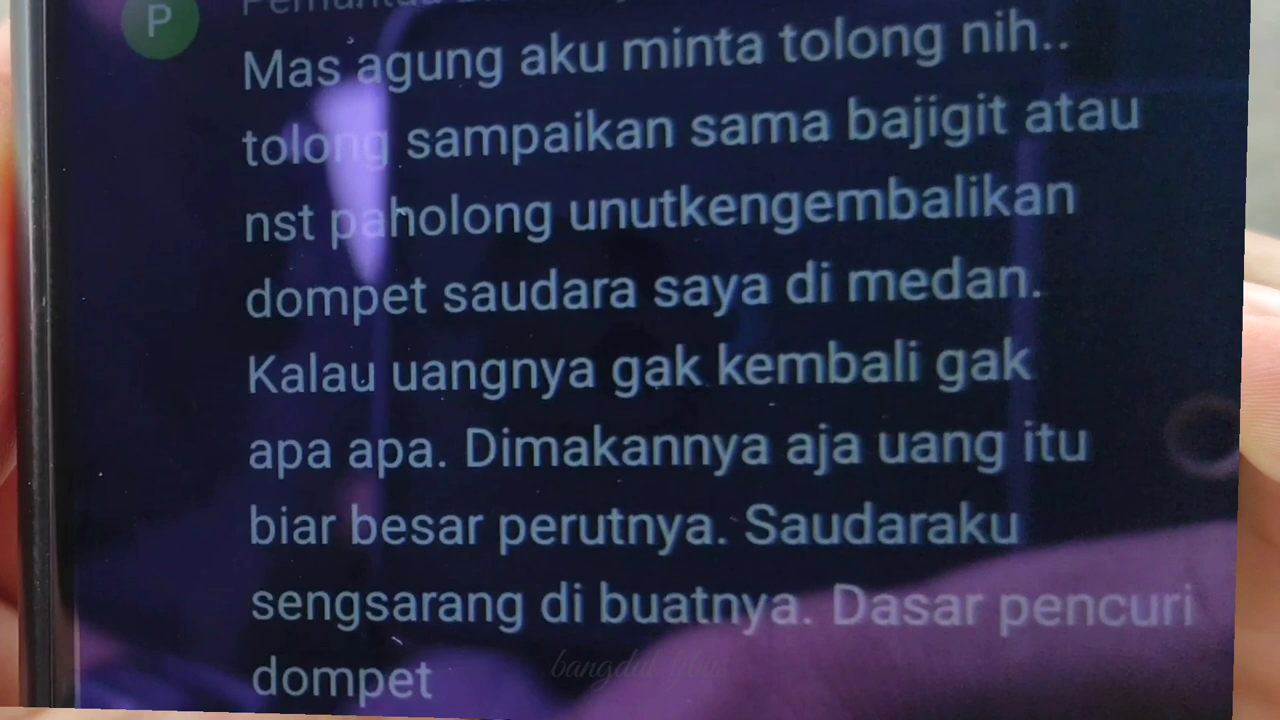 P
Mas agung aku minta tolong nih..
tolong sampaikan sama bajigit atau
nst paholong unutkengembalikan
dompet saudara saya di medan.
Kalau uangnya gak kembali gak
apa apa. Dimakannya aja uang itu
biar besar perutnya. Saudaraku
sengsarang di buatnya. Dasar pencuri
dompet